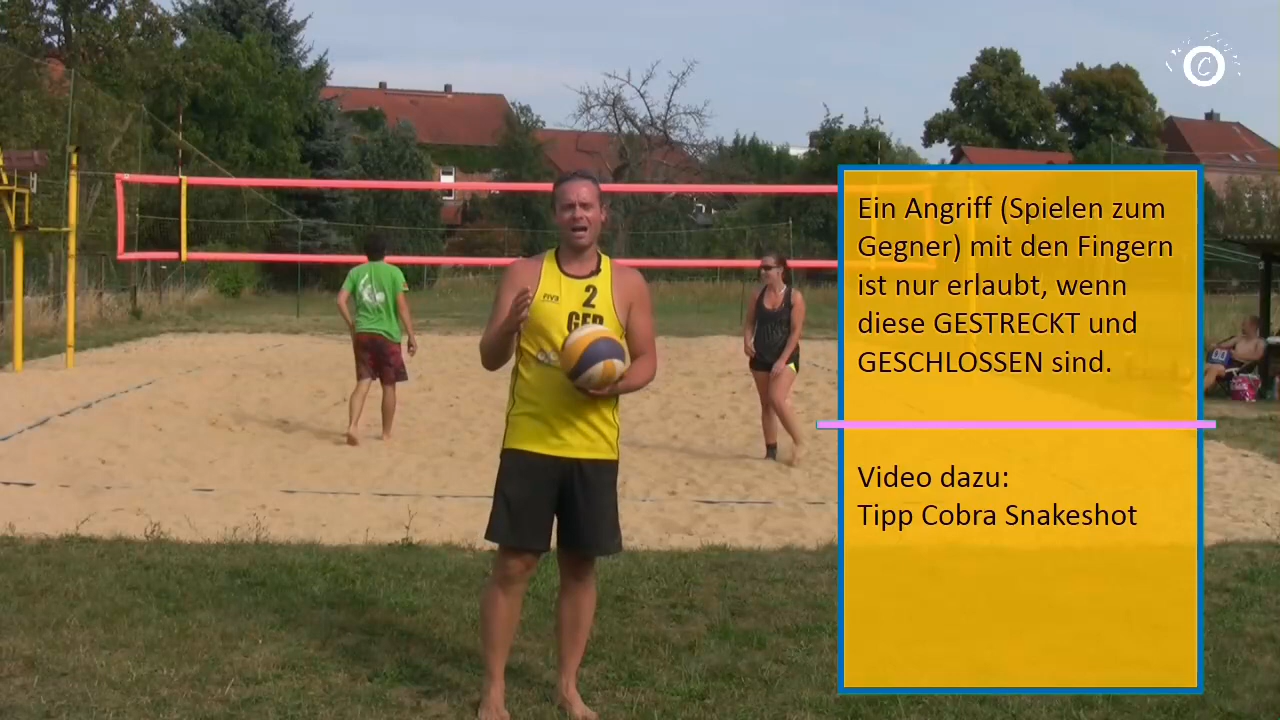 ©
FIVB
2
GER
Ein Angriff (Spielen zum
Gegner) mit den Fingern
ist nur erlaubt, wenn
diese GESTRECKT und
GESCHLOSSEN sind.
Video dazu:
Tipp Cobra Snakeshot